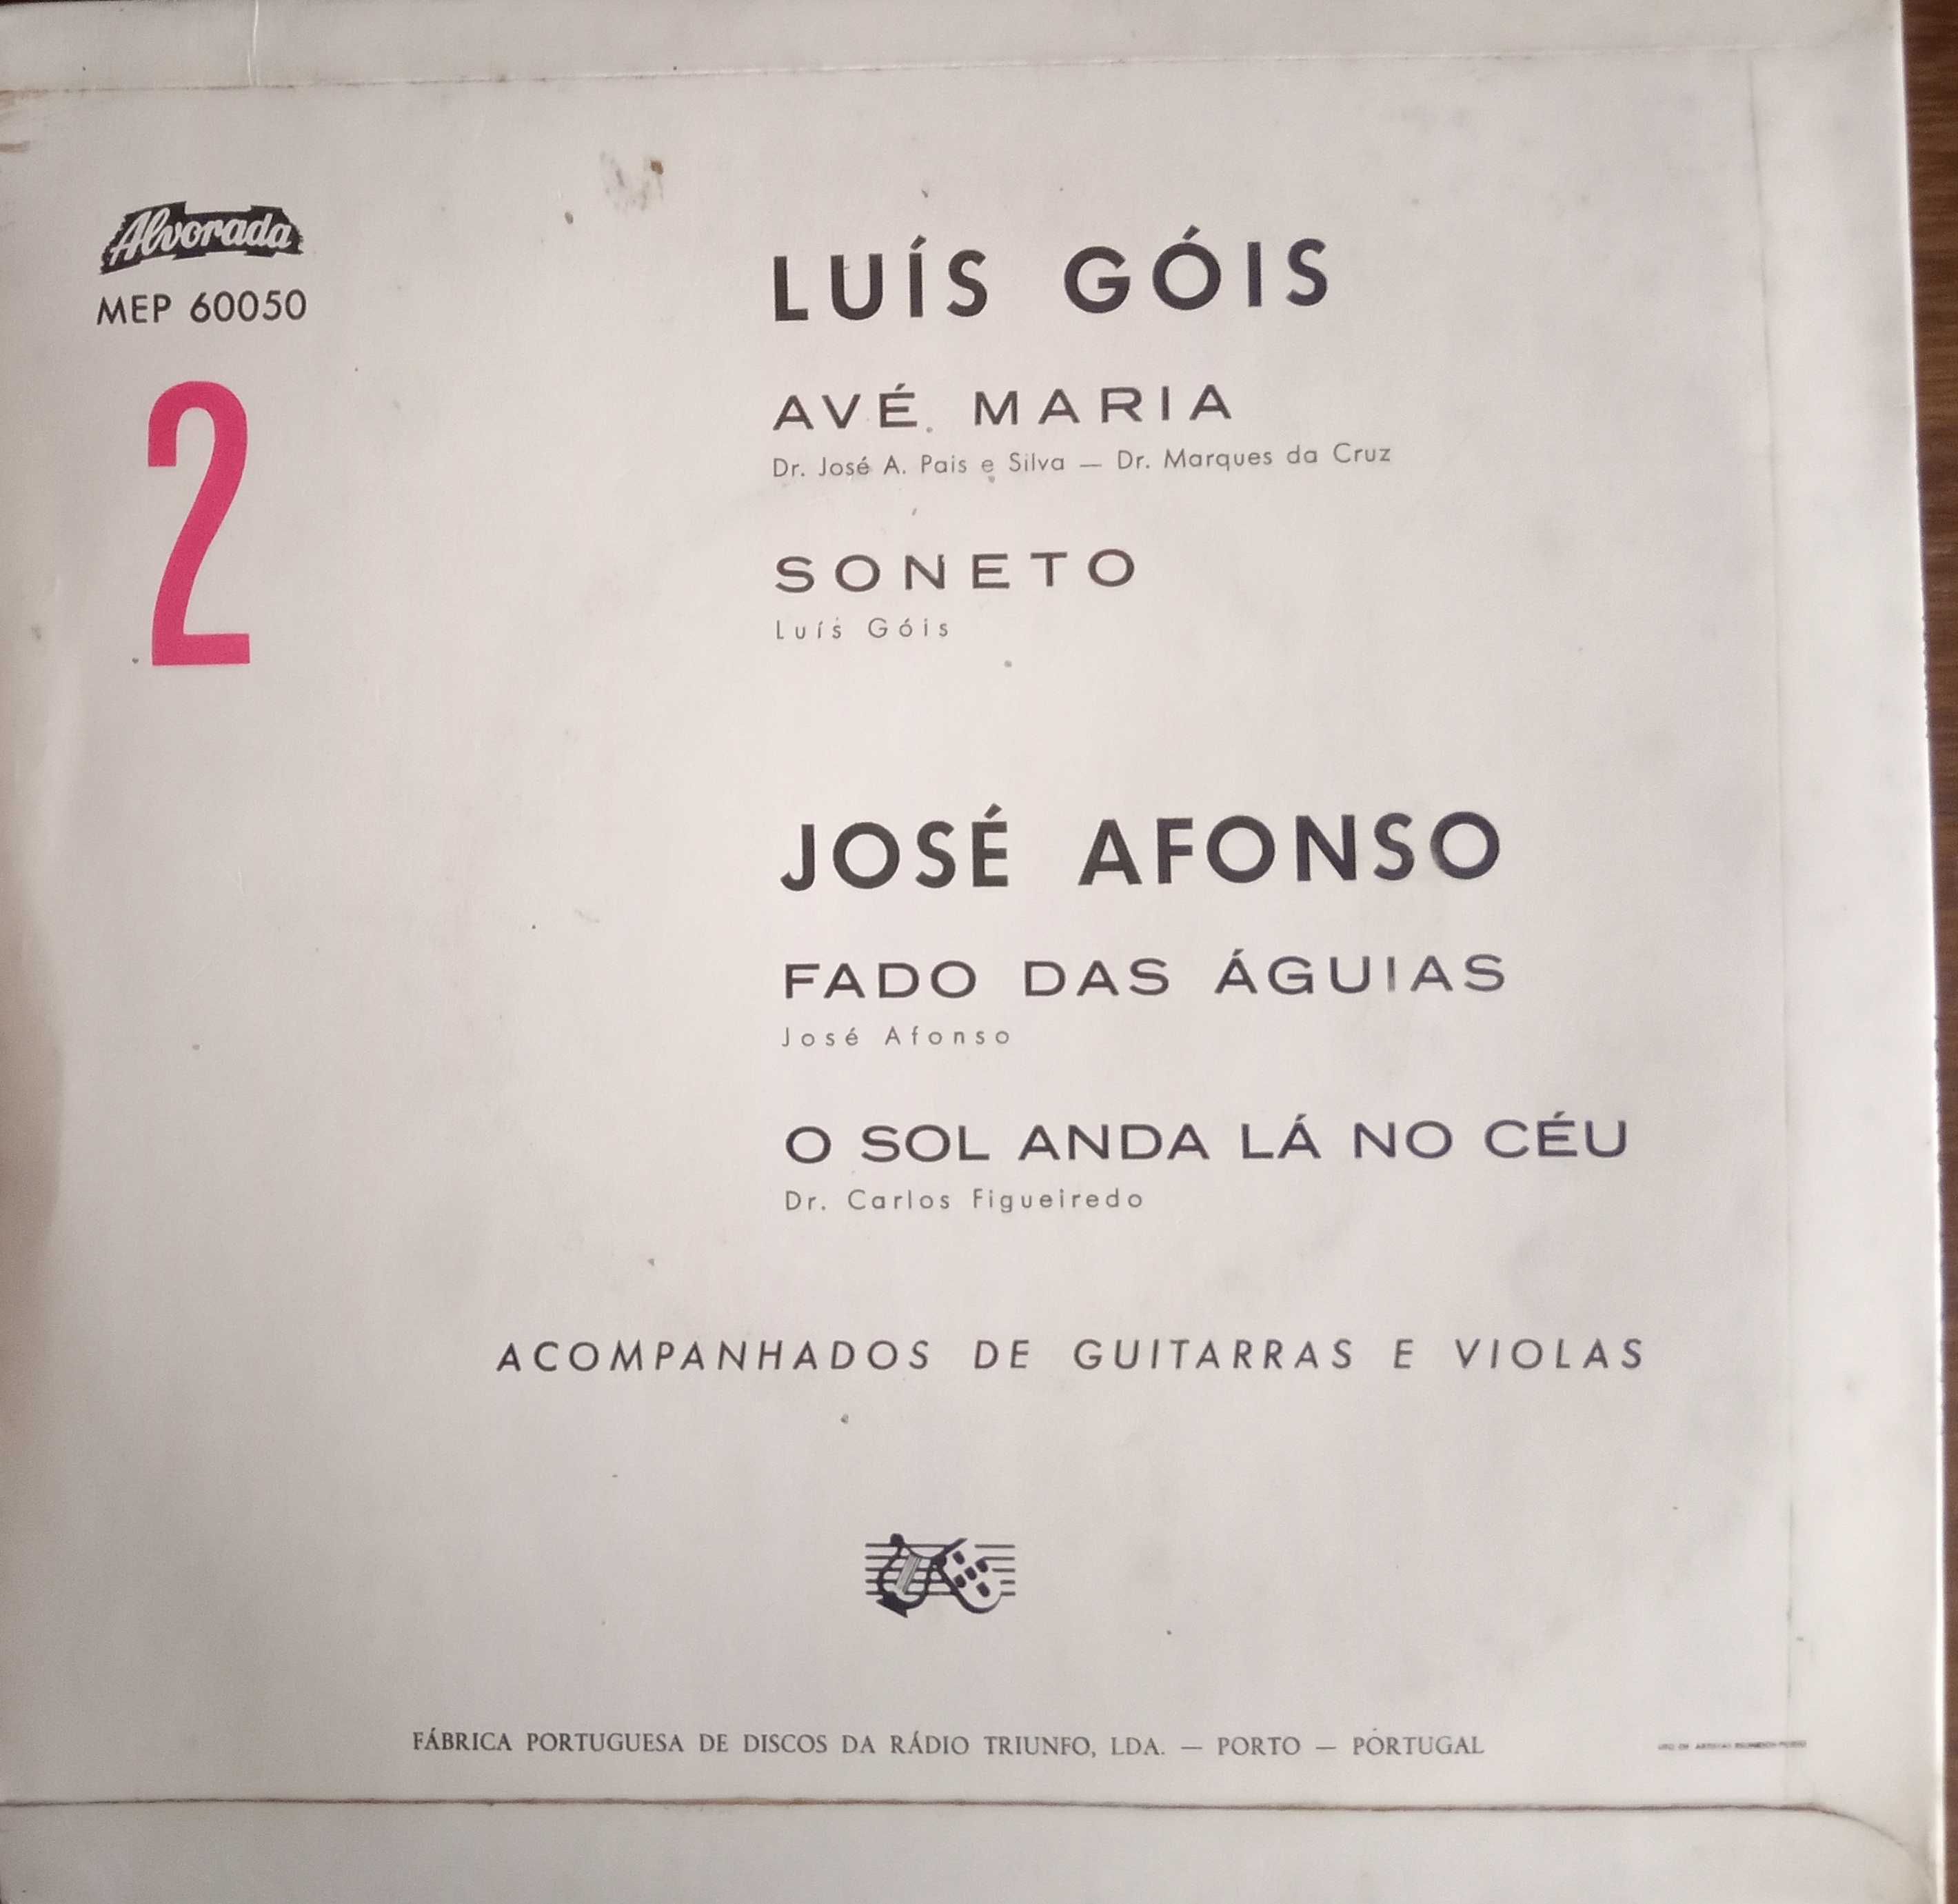 Alvorada
MEP 60050
2
LUÍS GÓIS
AVÉ MARIA
Dr. José A. Pais e Silva — Dr. Marques da Cruz
SONETO
Luís Góis
JOSÉ AFONSO
FADO DAS ÁGUIAS
José Afonso
O SOL ANDA LÁ NO CÉU
Dr. Carlos Figueiredo
ACOMPANHADOS DE GUITARRAS E VIOLAS
FÁBRICA PORTUGUESA DE DISCOS DA RÁDIO TRIUNFO, LDA. — PORTO — PORTUGAL